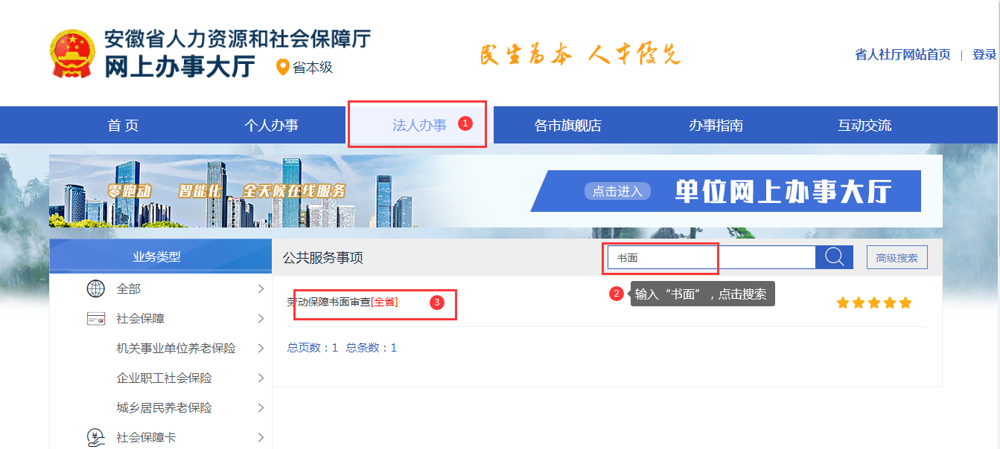 安徽省人力资源和社会保障厅
网上办事大厅
省本级
民生为本 人才优先
省人社厅网站首页 | 登录
首 页
个人办事
法人办事 1
各市旗舰店
办事指南
互动交流
零跑动 智能化 全天候在线服务
点击进入 单位网上办事大厅
业务类型
公共服务事项
书面
高级搜索
全部
劳动保障书面审查[全省] 3
2 输入“书面”，点击搜索
社会保障
机关事业单位养老保险
总页数：1 总条数：1
企业职工社会保险
城乡居民养老保险
社会保障卡